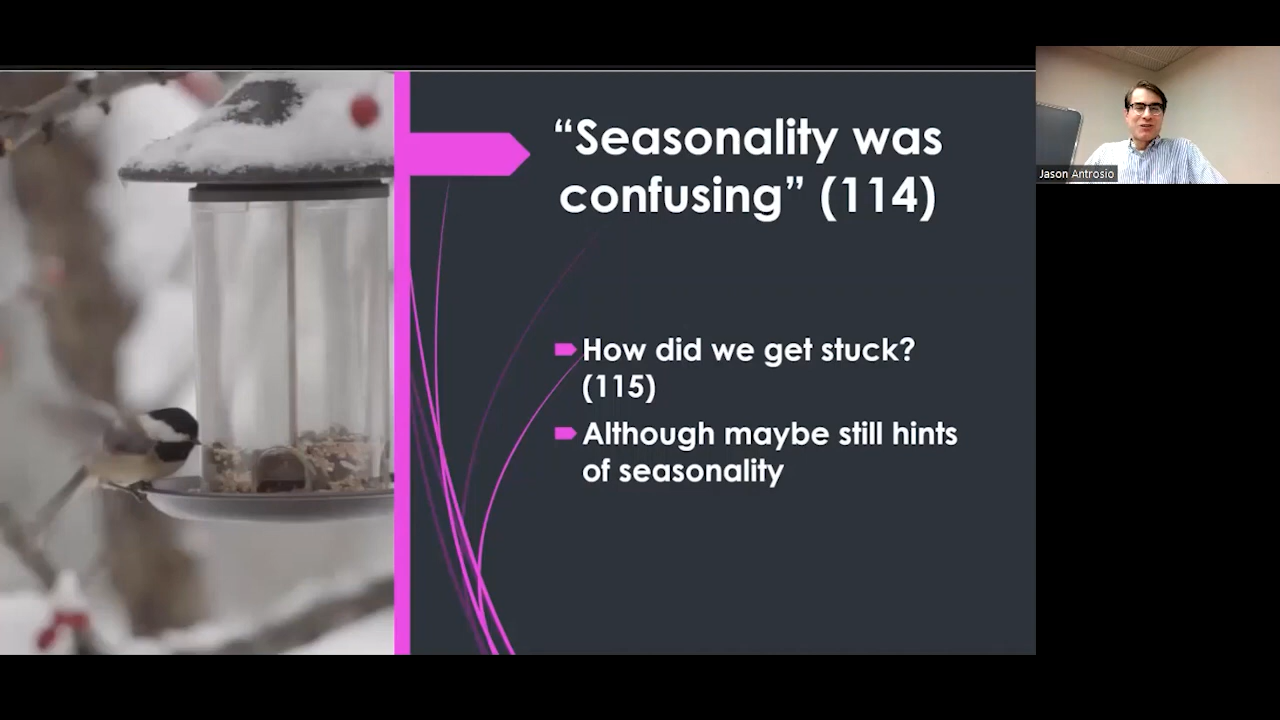 “Seasonality was
confusing” (114)
How did we get stuck?
(115)
Although maybe still hints
of seasonality
Jason Antrosio